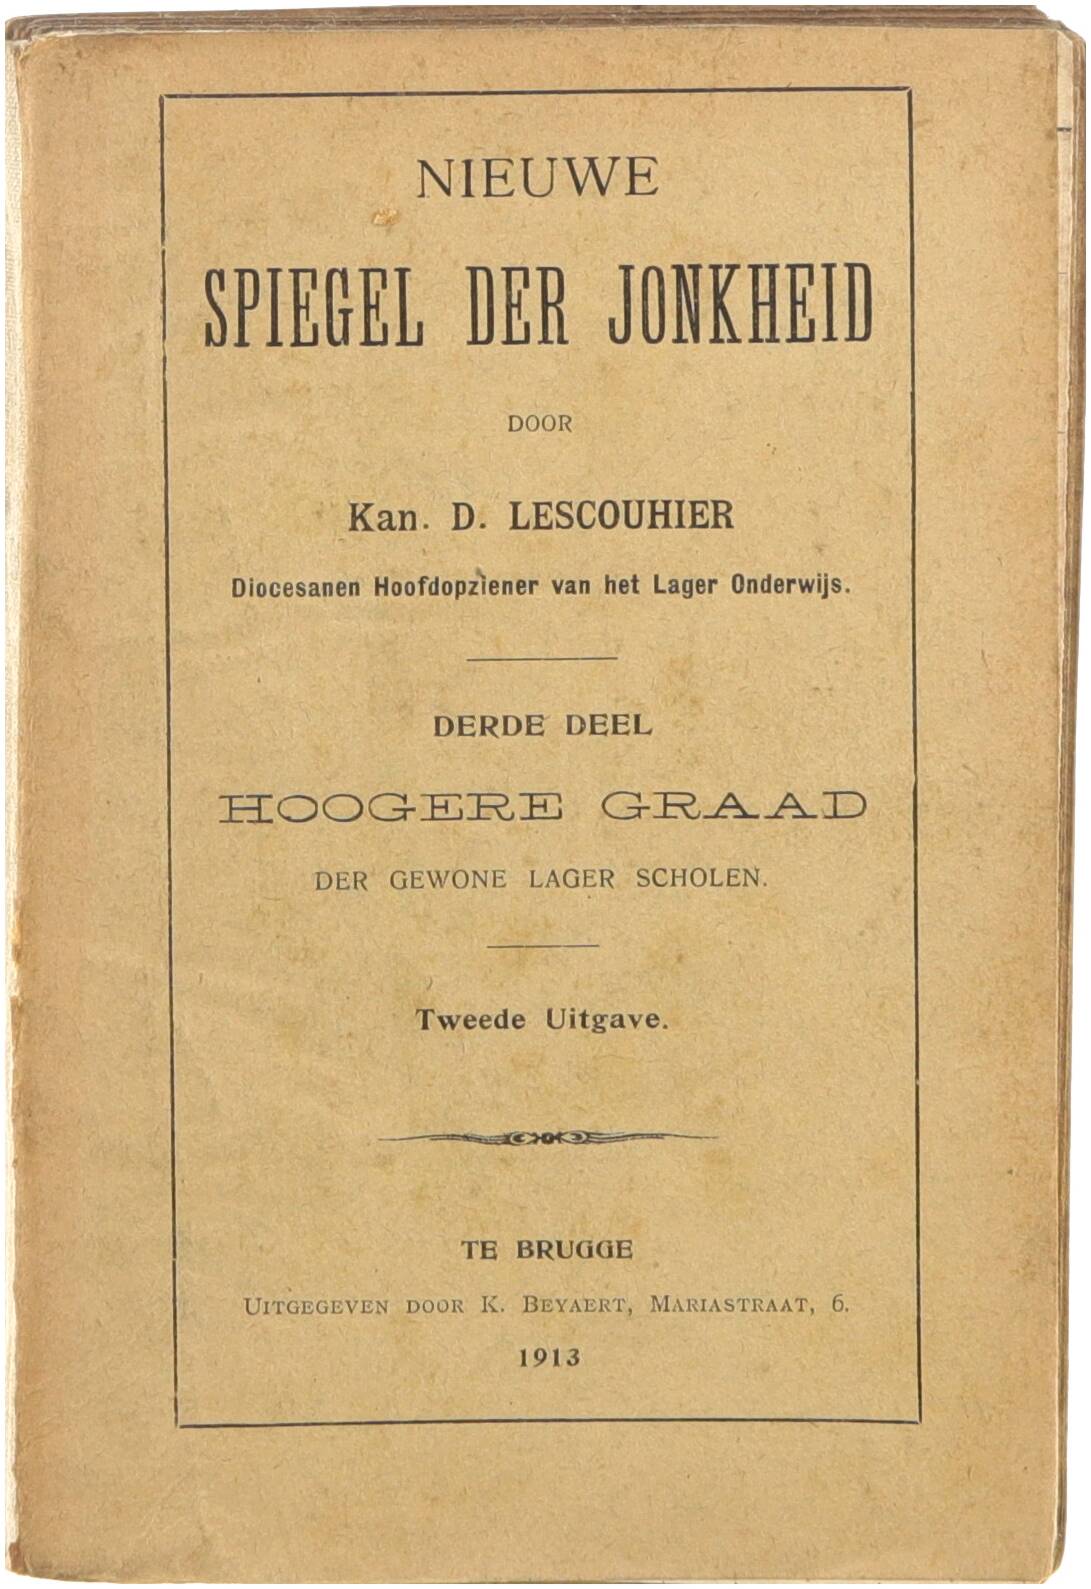 NIEUWE
SPIEGEL DER JONKHEID
DOOR
Kan. D. LESCOUHIER
Diocesanen Hoofdopziener van het Lager Onderwijs.
DERDE DEEL
HOOGERE GRAAD
DER GEWONE LAGER SCHOLEN.
Tweede Uitgave.
TE BRUGGE
UITGEGEVEN DOOR K. BEYAERT, MARIASTRAAT, 6.
1913